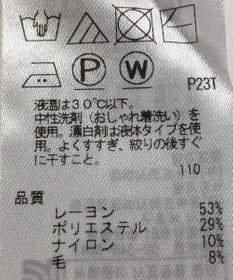 P
W
P23T
液温は30℃以下。
中性洗剤（おしゃれ着洗い）を
使用。漂白剤は液体タイプを使
用。よくすすぎ、絞りの後すぐ
に干すこと。
110
品質
レーヨン 53%
ポリエステル 29%
ナイロン 10%
毛 8%